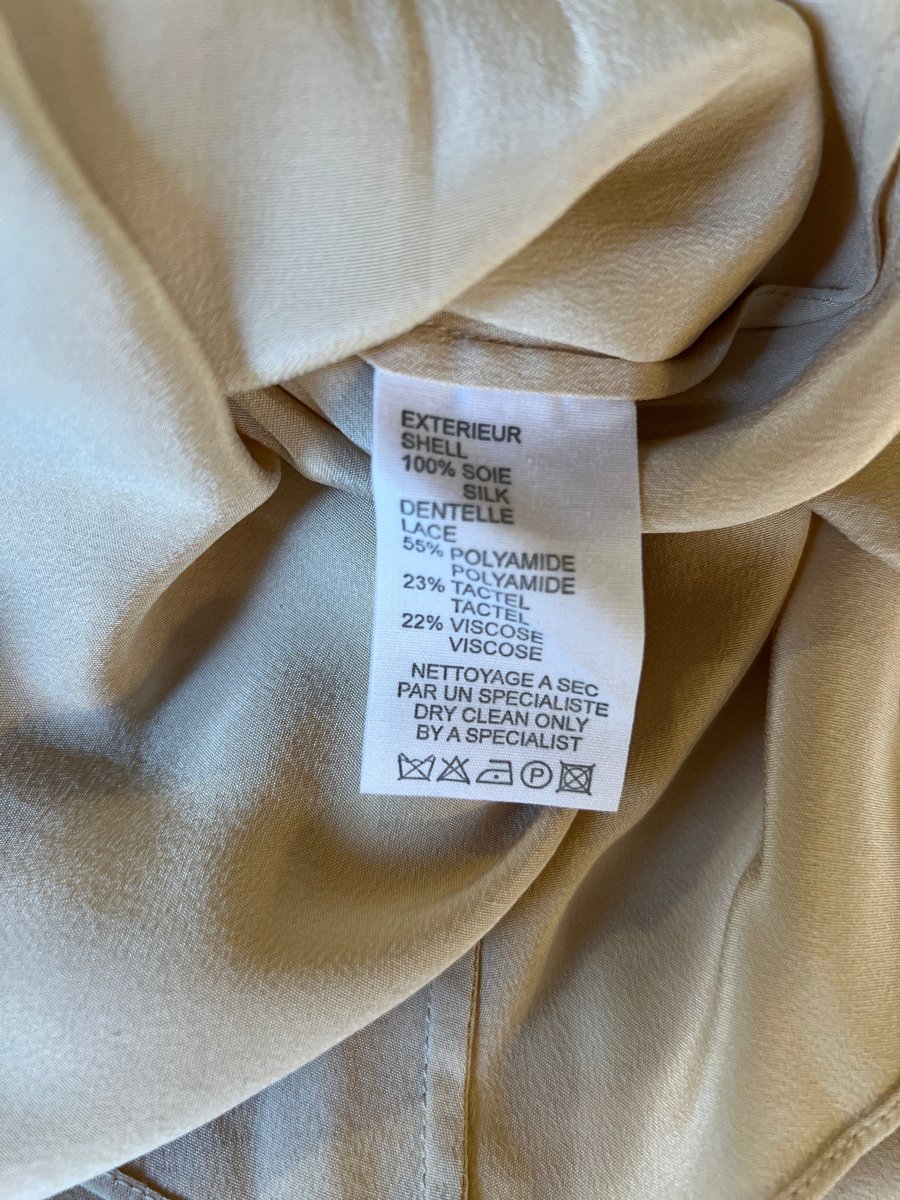 EXTERIEUR
SHELL
100% SOIE
SILK
DENTELLE
LACE
55% POLYAMIDE
POLYAMIDE
23% TACTEL
TACTEL
22% VISCOSE
VISCOSE
NETTOYAGE A SEC
PAR UN SPECIALISTE
DRY CLEAN ONLY
BY A SPECIALIST
P